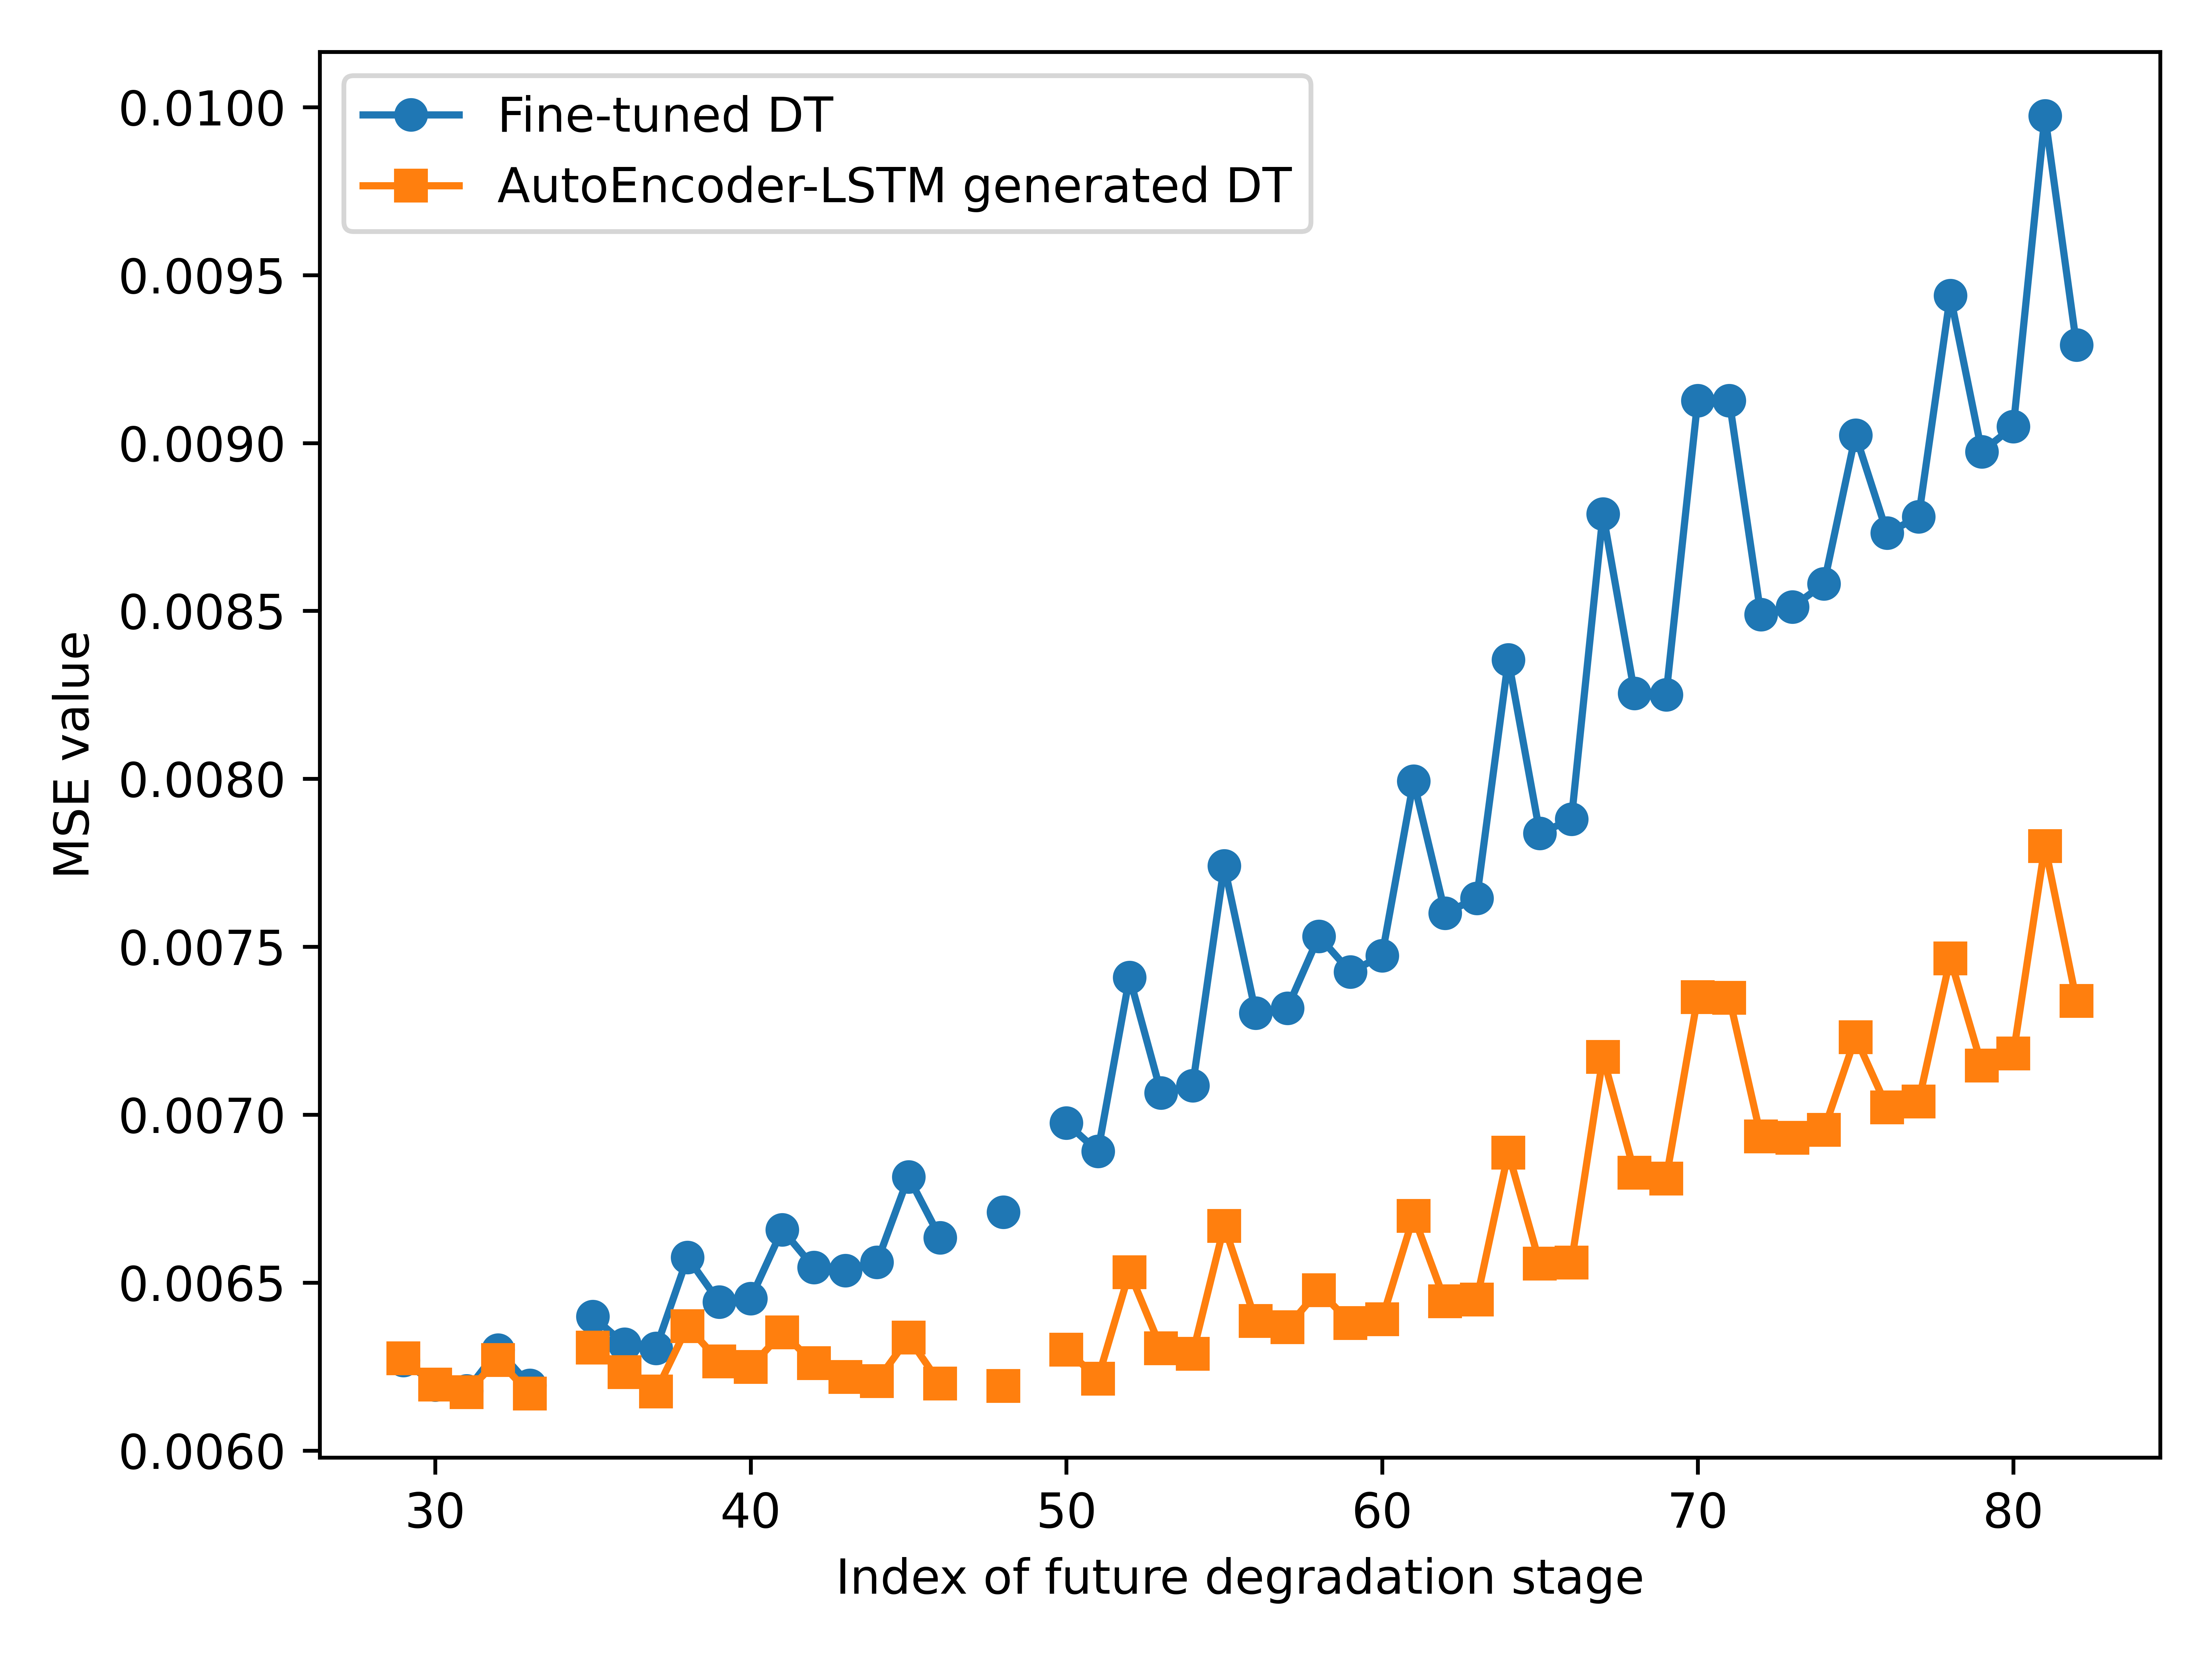 Fine-tuned DT
AutoEncoder-LSTM generated DT
0.0100
0.0095
0.0090
0.0085
0.0080
0.0075
0.0070
0.0065
0.0060
MSE value
30 40 50 60 70 80
Index of future degradation stage